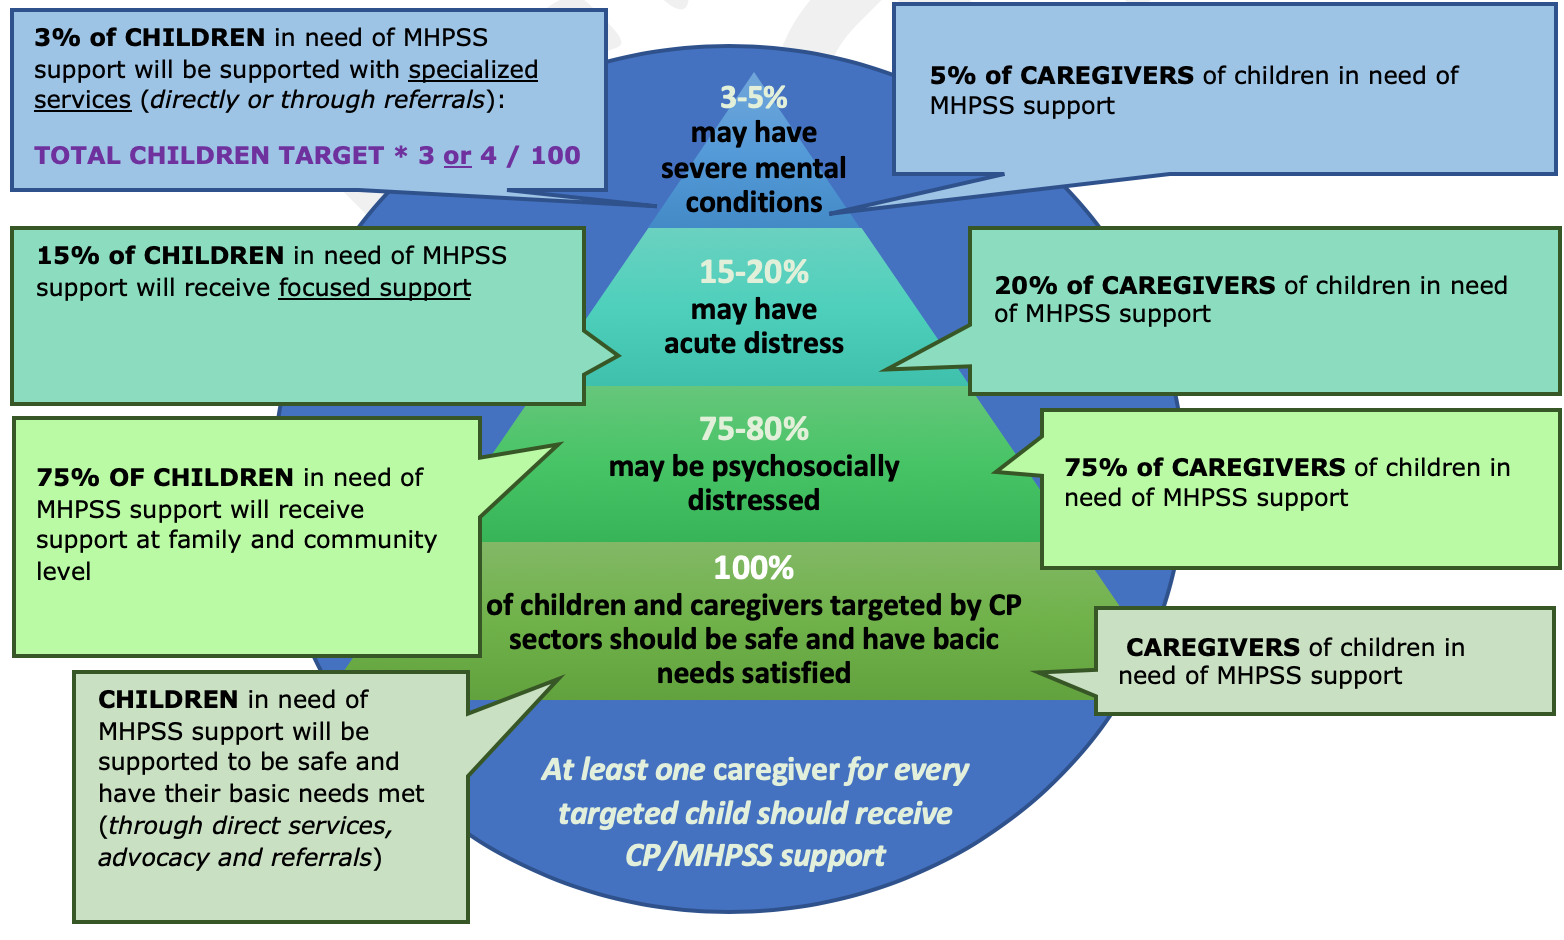 3% of CHILDREN in need of MHPSS
support will be supported with specialized
services (directly or through referrals):
TOTAL CHILDREN TARGET * 3 or 4 / 100
5% of CAREGIVERS of children in need of
MHPSS support
3-5%
may have
severe mental
conditions
15% of CHILDREN in need of MHPSS
support will receive focused support
15-20%
may have
acute distress
20% of CAREGIVERS of children in need
of MHPSS support
75% OF CHILDREN in need of
MHPSS support will receive
support at family and community
level
75-80%
may be psychosocially
distressed
75% of CAREGIVERS of children in
need of MHPSS support
100%
of children and caregivers targeted by CP
sectors should be safe and have bacic
needs satisfied
CAREGIVERS of children in
need of MHPSS support
CHILDREN in need of
MHPSS support will be
supported to be safe and
have their basic needs met
(through direct services,
advocacy and referrals)
At least one caregiver for every
targeted child should receive
CP/MHPSS support